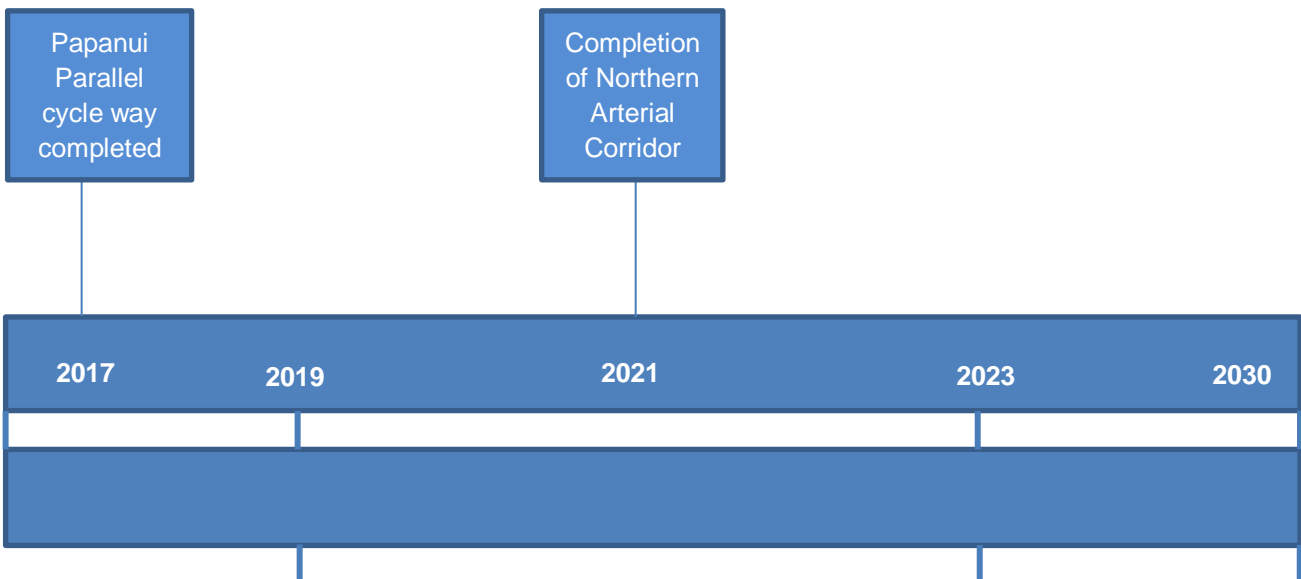 Papanui
Parallel
cycle way
completed
Completion
of Northern
Arterial
Corridor
2017
2019
2021
2023
2030